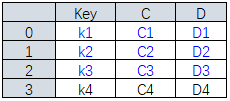 Key C D
0 k1 C1 D1
1 k2 C2 D2
2 k3 C3 D3
3 k4 C4 D4